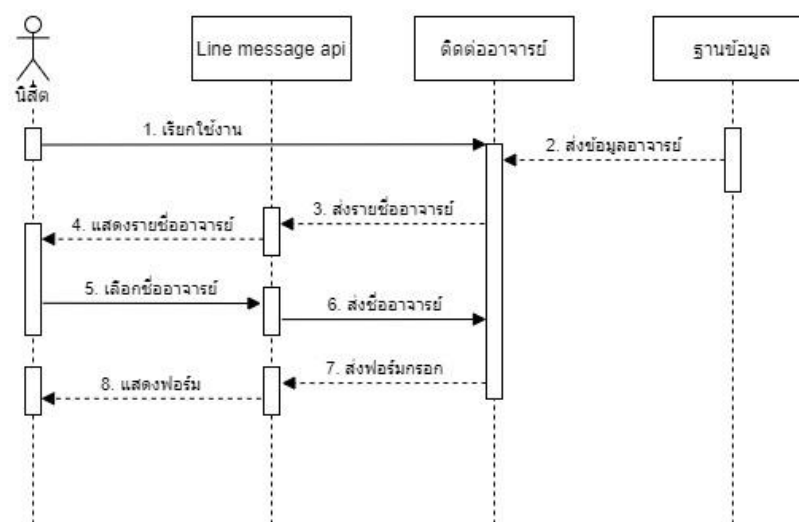 Line message api
ติดต่ออาจารย์
ฐานข้อมูล
นิสิต
1. เรียกใช้งาน
2. ส่งข้อมูลอาจารย์
3. ส่งรายชื่ออาจารย์
4. แสดงรายชื่ออาจารย์
5. เลือกชื่ออาจารย์
6. ส่งชื่ออาจารย์
7. ส่งฟอร์มกรอก
8. แสดงฟอร์ม